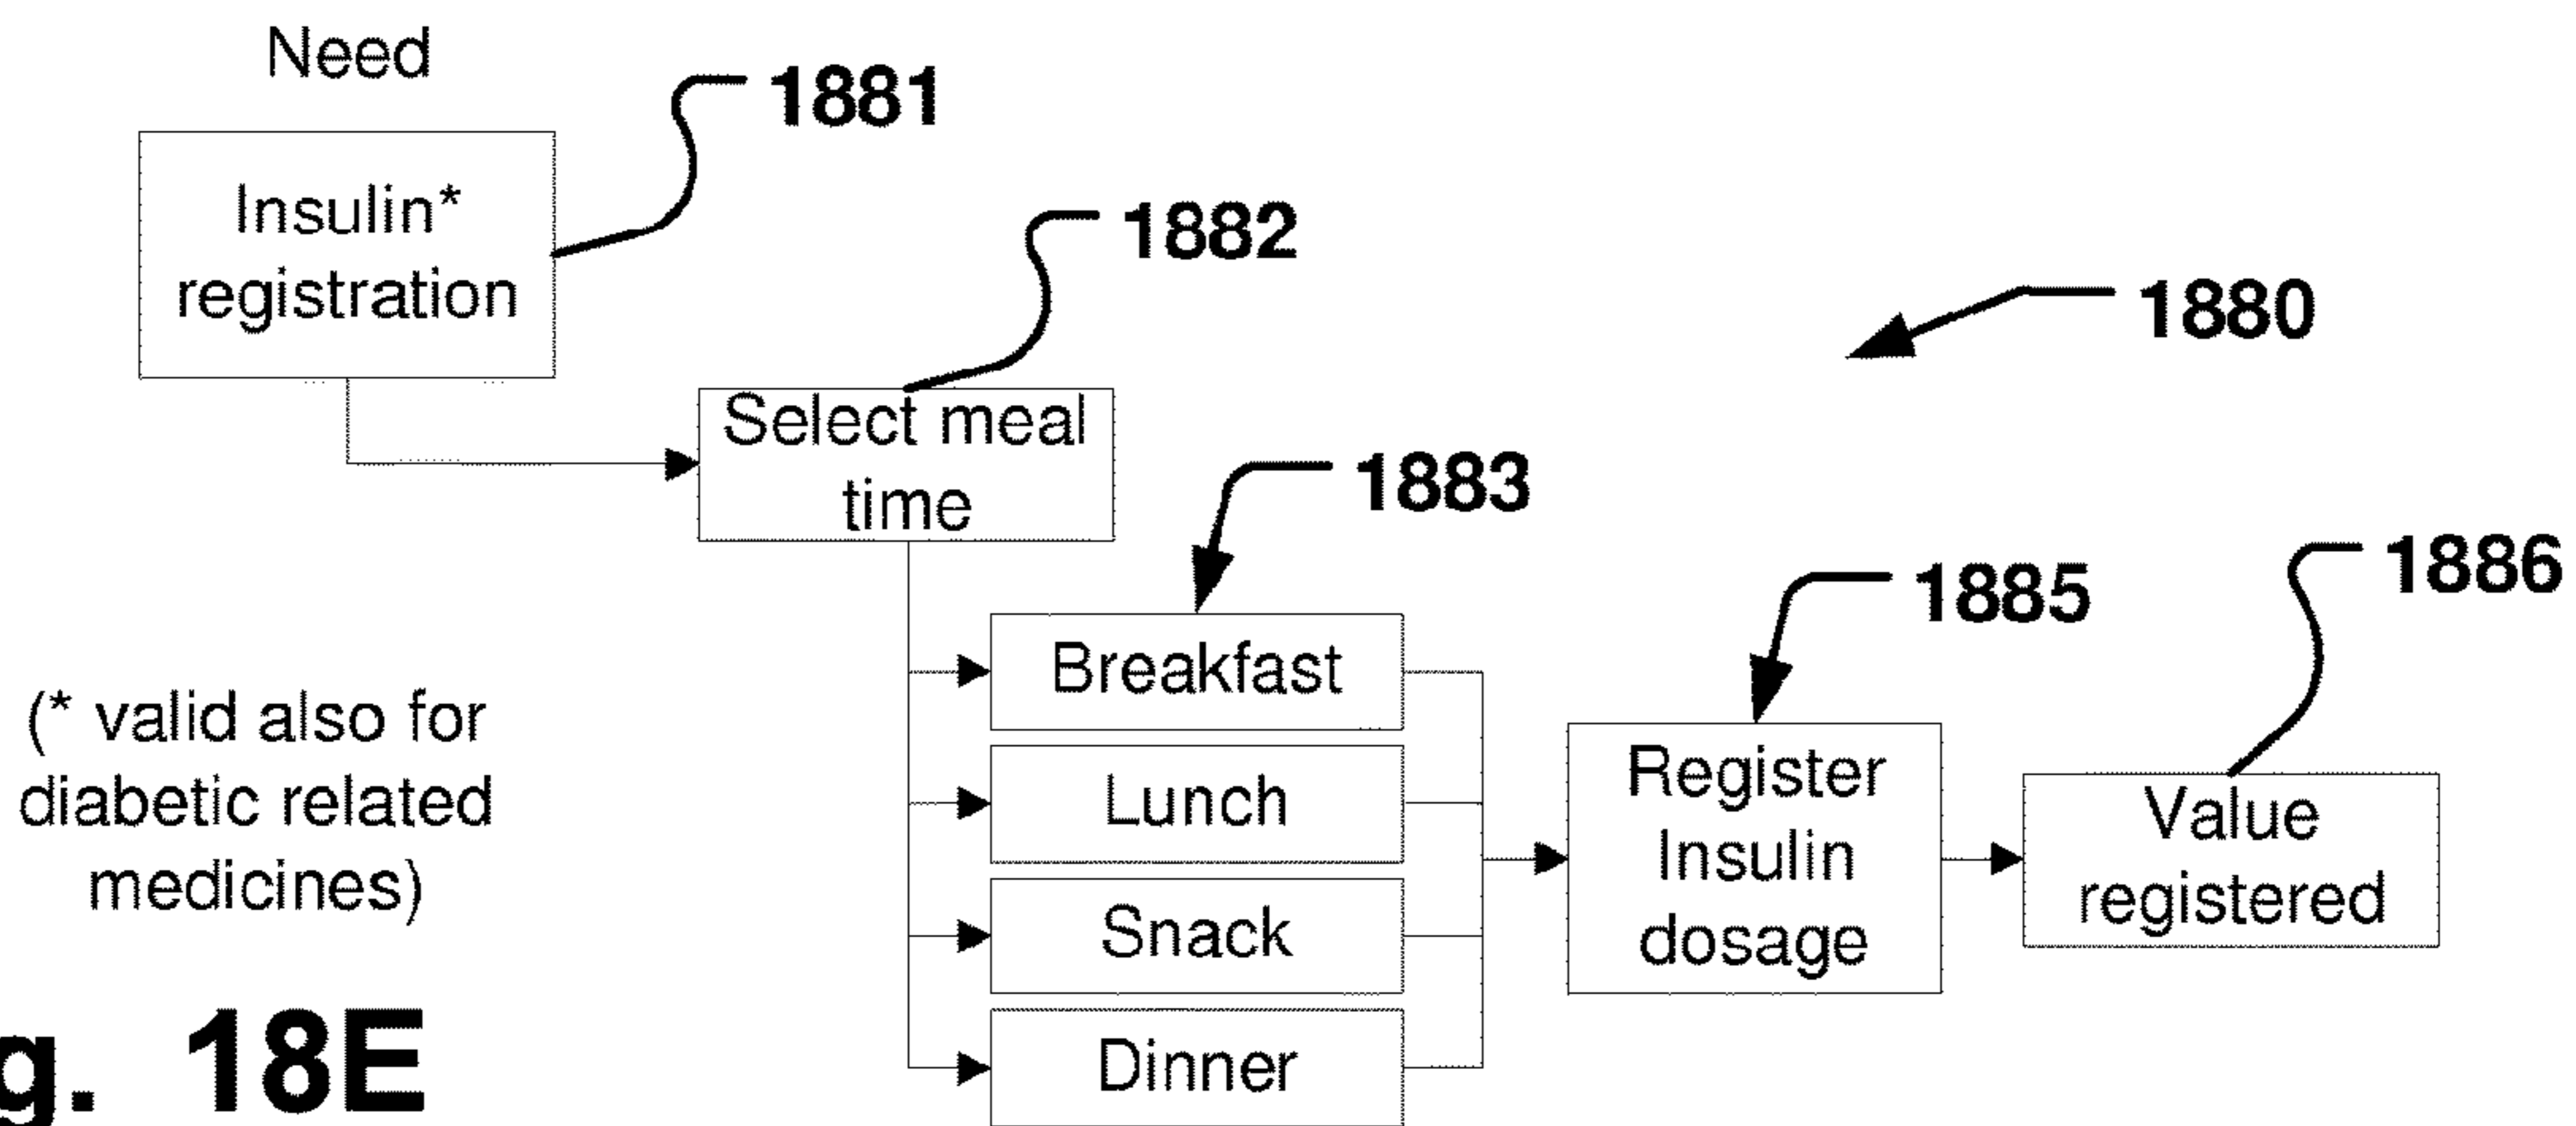 Need
1881
Insulin*
registration
1882
1880
Select meal
time
1883
1885
1886
Breakfast
Lunch
Snack
Dinner
Register
Insulin
dosage
Value
registered
(* valid also for
diabetic related
medicines)
g. 18E